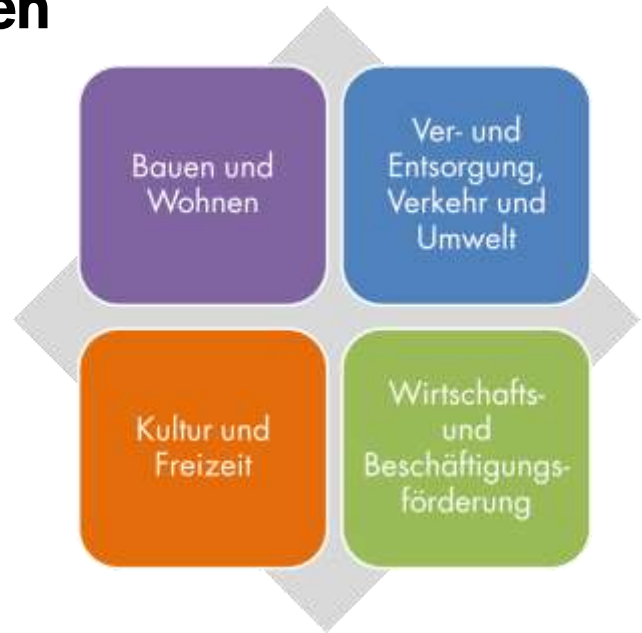 en
Bauen und
Wohnen
Ver- und
Entsorgung,
Verkehr und
Umwelt
Kultur und
Freizeit
Wirtschafts-
und
Beschäftigungs-
förderung